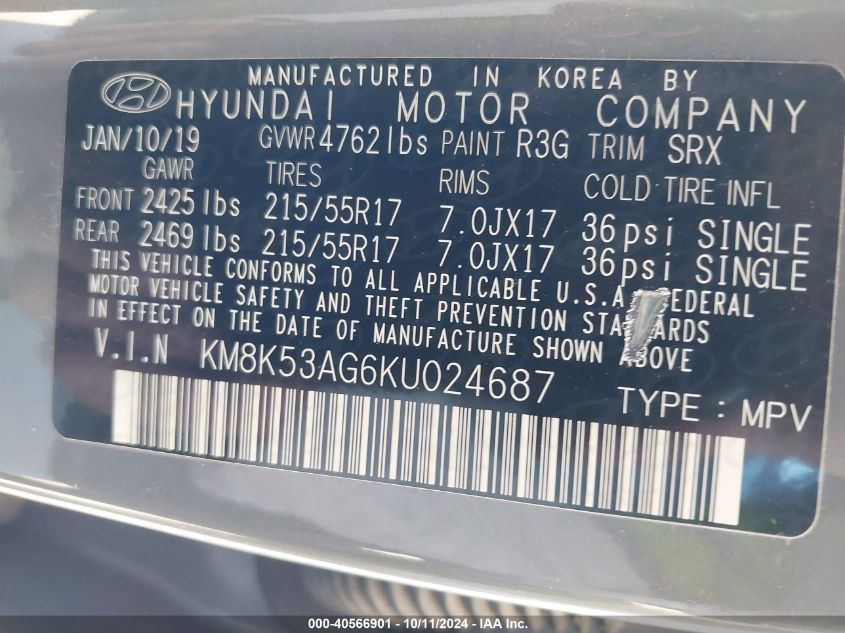 MANUFACTURED IN KOREA BY
HYUNDAI MOTOR COMPANY
JAN/10/19 GVWR 4762 lbs PAINT R3G TRIM SRX
GAWR TIRES RIMS COLD TIRE INFL
FRONT 2425 lbs 215/55R17 7.0JX17 36psi SINGLE
REAR 2469 lbs 215/55R17 7.0JX17 36psi SINGLE
THIS VEHICLE CONFORMS TO ALL APPLICABLE U.S.A FEDERAL
MOTOR VEHICLE SAFETY AND THEFT PREVENTION STANDARDS
IN EFFECT ON THE DATE OF MANUFACTURE SHOWN ABOVE
V.I.N KM8K53AG6KU024687
TYPE : MPV
000-40566901 - 10/11/2024 - IAA Inc.